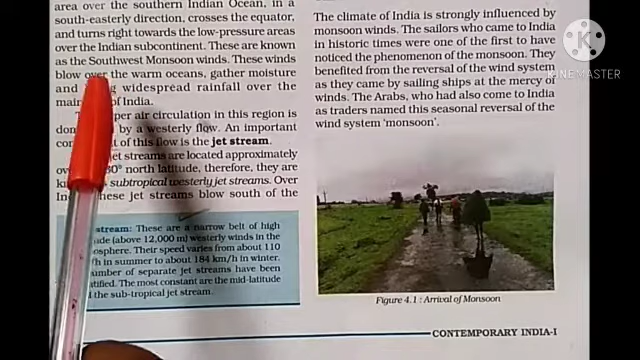 area over the southern Indian Ocean, in a
south-easterly direction, crosses the equator,
and turns right towards the low-pressure areas
over the Indian subcontinent. These are known
as the Southwest Monsoon winds. These winds
blow over the warm oceans, gather moisture
and widespread rainfall over the
of India.
per air circulation in this region is
by a westerly flow. An important
of this flow is the jet stream.
jet streams are located approximately
0° north latitude, therefore, they are
subtropical westerly jet streams. Over
these jet streams blow south of the
stream: These are a narrow belt of high
(above 12,000 m) westerly winds in the
Their speed varies from about 110
/h in summer to about 184 km/h in winter.
of separate jet streams have been
The most constant are the mid-latitude
the sub-tropical jet stream.
The climate of India is strongly influenced by
monsoon winds. The sailors who came to India
in historic times were one of the first to have
noticed the phenomenon of the monsoon. They
benefited from the reversal of the wind system
as they came by sailing ships at the mercy of
winds. The Arabs, who had also come to India
as traders named this seasonal reversal of the
wind system 'monsoon'.
Figure 4.1 : Arrival of Monsoon
CONTEMPORARY INDIA-I
KINEMASTER